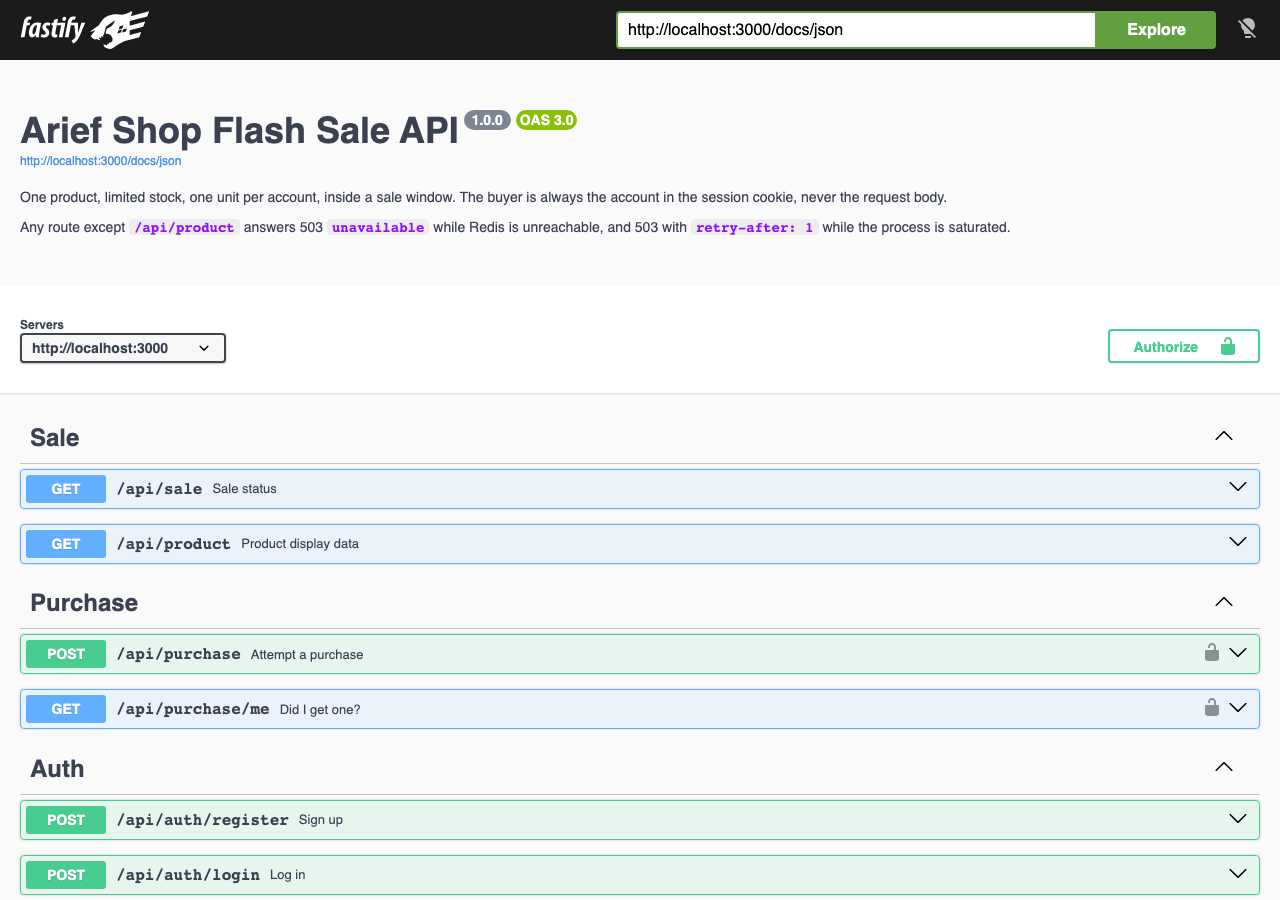 fastify
http://localhost:3000/docs/json
Explore
Arief Shop Flash Sale API 1.0.0 OAS 3.0
http://localhost:3000/docs/json
One product, limited stock, one unit per account, inside a sale window. The buyer is always the account in the session cookie, never the request body.
Any route except /api/product answers 503 unavailable while Redis is unreachable, and 503 with retry-after: 1 while the process is saturated.
Servers
http://localhost:3000
Authorize
Sale
GET /api/sale Sale status
GET /api/product Product display data
Purchase
POST /api/purchase Attempt a purchase
GET /api/purchase/me Did I get one?
Auth
POST /api/auth/register Sign up
POST /api/auth/login Log in